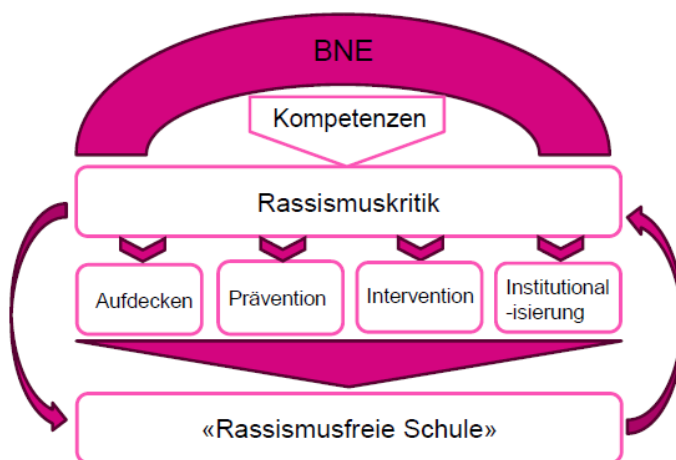 BNE
Kompetenzen
Rassismuskritik
Aufdecken
Prävention
Intervention
Institutional
-isierung
«Rassismusfreie Schule»